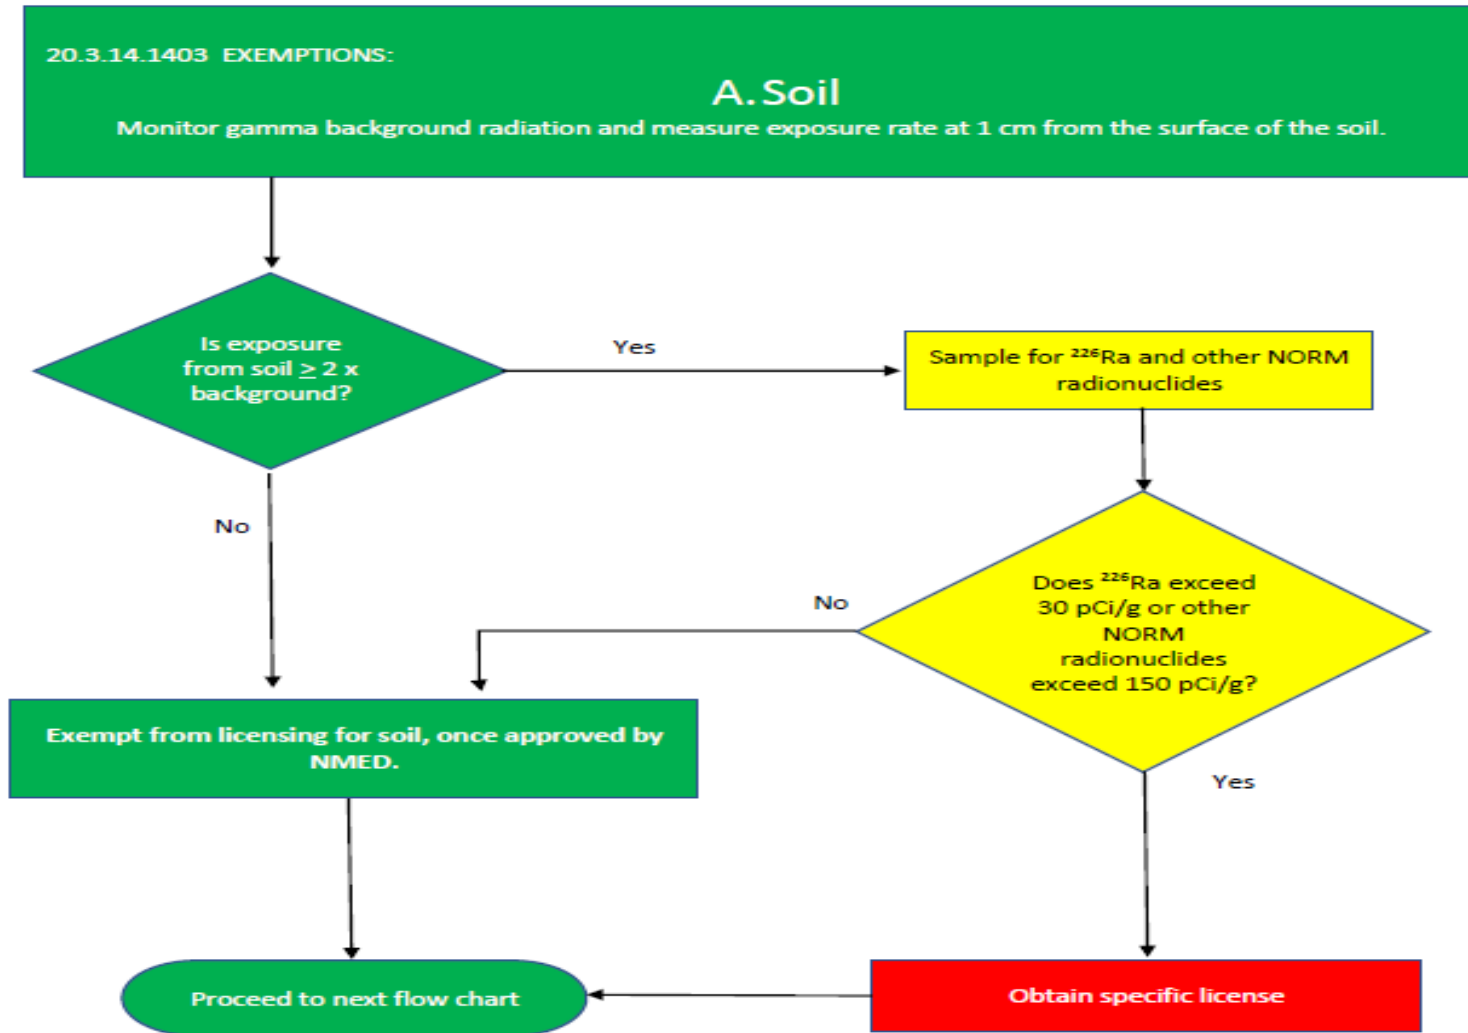 20.3.14.1403 EXEMPTIONS:
A. Soil
Monitor gamma background radiation and measure exposure rate at 1 cm from the surface of the soil.
Is exposure
from soil ≥ 2 x
background?
Yes
Sample for ²²⁶Ra and other NORM
radionuclides
No
Does ²²⁶Ra exceed
30 pCi/g or other
NORM
radionuclides
exceed 150 pCi/g?
No
Exempt from licensing for soil, once approved by
NMED.
Yes
Proceed to next flow chart
Obtain specific license